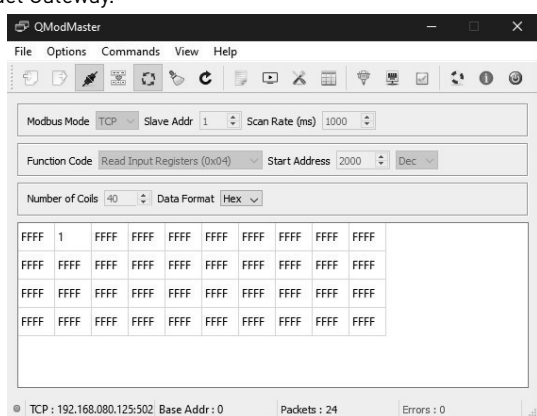 Gateway.
QModMaster
File Options Commands View Help
Modbus Mode TCP Slave Addr 1 Scan Rate (ms) 1000
Function Code Read Input Registers (0x04) Start Address 2000 Dec
Number of Coils 40 Data Format Hex
FFFF 1 FFFF FFFF FFFF FFFF FFFF FFFF FFFF FFFF
FFFF FFFF FFFF FFFF FFFF FFFF FFFF FFFF FFFF FFFF
FFFF FFFF FFFF FFFF FFFF FFFF FFFF FFFF FFFF FFFF
FFFF FFFF FFFF FFFF FFFF FFFF FFFF FFFF FFFF FFFF
TCP : 192.168.080.125:502 Base Addr : 0 Packets : 24 Errors : 0